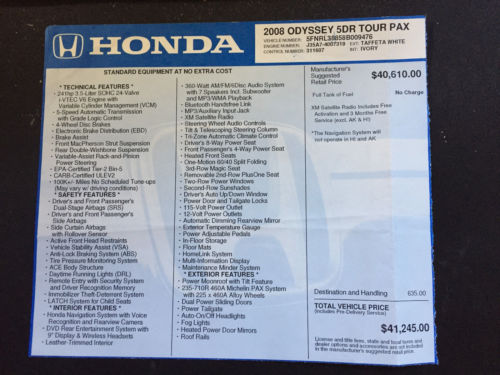 HONDA
2008 ODYSSEY 5DR TOUR PAX
VEHICLE NUMBER: 5FNRL38858B009476
ENGINE NUMBER: J35A7-4007319 EXT: TAFFETA WHITE
CONTROL NUMBER: 311607 INT: IVORY
STANDARD EQUIPMENT AT NO EXTRA COST
* TECHNICAL FEATURES *
- 241hp 3.5-Liter SOHC 24-Valve
i-VTEC V6 Engine with
Variable Cylinder Management (VCM)
- 5-Speed Automatic Transmission
with Grade Logic Control
- 4-Wheel Disc Brakes
- Electronic Brake Distribution (EBD)
- Brake Assist
- Front MacPherson Strut Suspension
- Rear Double-Wishbone Suspension
- Variable-Assist Rack-and-Pinion
Power Steering
- EPA-Certified Tier-2 Bin-5
- CARB-Certified ULEV2
- 100K+/- Miles No Scheduled Tune-ups
(May vary w/ driving conditions)
* SAFETY FEATURES *
- Driver's and Front Passenger's
Dual-Stage Airbags (SRS)
- Driver's and Front Passenger's
Side Airbags
- Side Curtain Airbags
with Rollover Sensor
- Active Front Head Restraints
- Vehicle Stability Assist (VSA)
- Anti-Lock Braking System (ABS)
- Tire Pressure Monitoring System
- ACE Body Structure
- Daytime Running Lights (DRL)
- Remote Entry with Security System
and Driver Recognition Memory
- Immobilizer Theft-Deterrent System
- LATCH System for Child Seats
* INTERIOR FEATURES *
- Honda Navigation System with Voice
Recognition and Rearview Camera
- DVD Rear Entertainment System with
9" Display & Wireless Headsets
- Leather-Trimmed Interior
- 360-Watt AM/FM/Disc Audio System
with 7 Speakers Incl. Subwoofer
and MP3/WMA Playback
- Bluetooth Handsfree Link
- MP3/Auxiliary Input Jack
- XM Satellite Radio
- Steering Wheel Audio Controls
- Tilt & Telescoping Steering Column
- Tri-Zone Automatic Climate Control
- Driver's 8-Way Power Seat
- Front Passenger's 4-Way Power Seat
- Heated Front Seats
- One-Motion 60/40 Split Folding
3rd-Row Magic Seat
- Removable 2nd-Row PlusOne Seat
- Two-Row Power Windows
- Second-Row Sunshades
- Driver's Auto Up/Down Window
- Power Door and Tailgate Locks
- 115-Volt Power Outlet
- 12-Volt Power Outlets
- Automatic Dimming Rearview Mirror
- Exterior Temperature Gauge
- Power Adjustable Pedals
- In-Floor Storage
- Floor Mats
- HomeLink System
- Multi-Information Display
- Maintenance Minder System
* EXTERIOR FEATURES *
- Power Moonroof with Tilt Feature
- 235-710R 460A Michelin PAX System
with 225 x 460A Alloy Wheels
- Dual Power Sliding Doors
- Power Tailgate
- Auto-On/Off Headlights
- Fog Lights
- Heated Power Door Mirrors
- Roof Rails
Manufacturer's
Suggested
Retail Price $40,610.00
Full Tank of Fuel No Charge
XM Satellite Radio Includes Free
Activation and 3 Months Free
Service (excl. AK & HI)
*The Navigation System will
not operate in HI and AK
Destination and Handling 635.00
TOTAL VEHICLE PRICE
(Includes Pre-Delivery Service)
$41,245.00
License and title fees, state and local taxes and
dealer options and accessories are not included
in the manufacturer's suggested retail price.